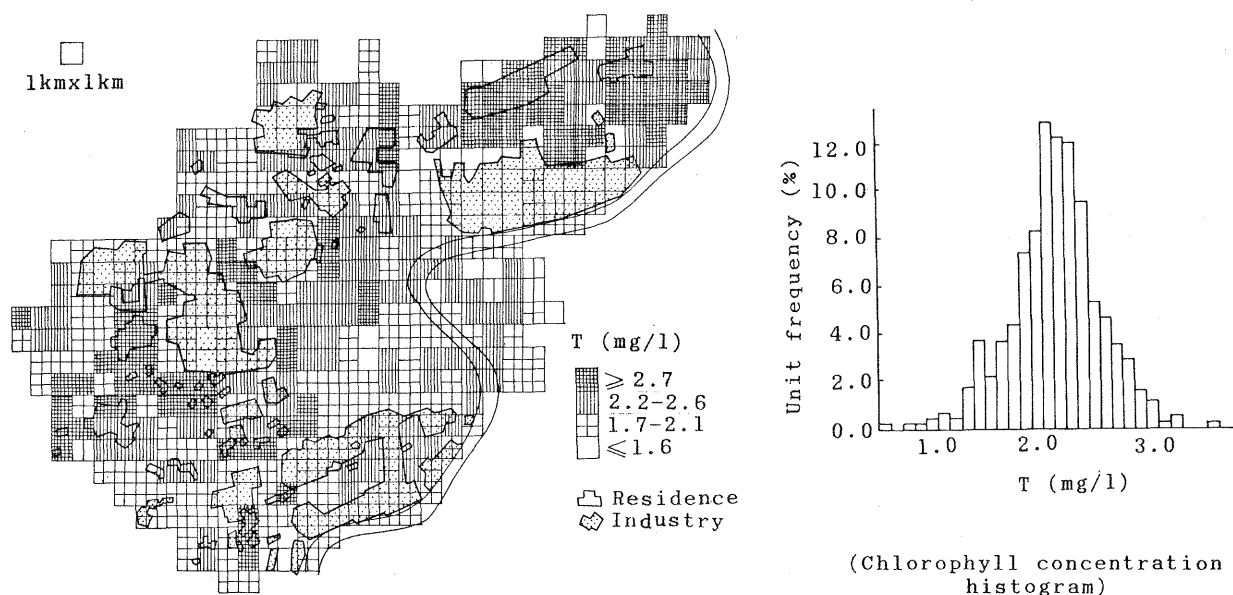 1kmx1km
T (mg/l)
≥ 2.7
2.2-2.6
1.7-2.1
≤ 1.6
Residence
Industry
Unit frequency (%)
12.0
10.0
8.0
6.0
4.0
2.0
0.0
1.0 2.0 3.0
T (mg/l)
(Chlorophyll concentration
histogram)